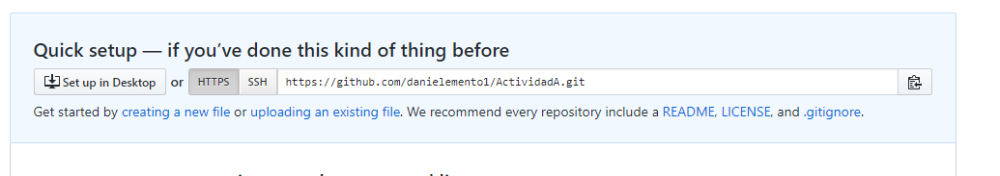 Quick setup — if you’ve done this kind of thing before
Set up in Desktop or HTTPS SSH https://github.com/danielemento1/ActividadA.git
Get started by creating a new file or uploading an existing file. We recommend every repository include a README, LICENSE, and .gitignore.